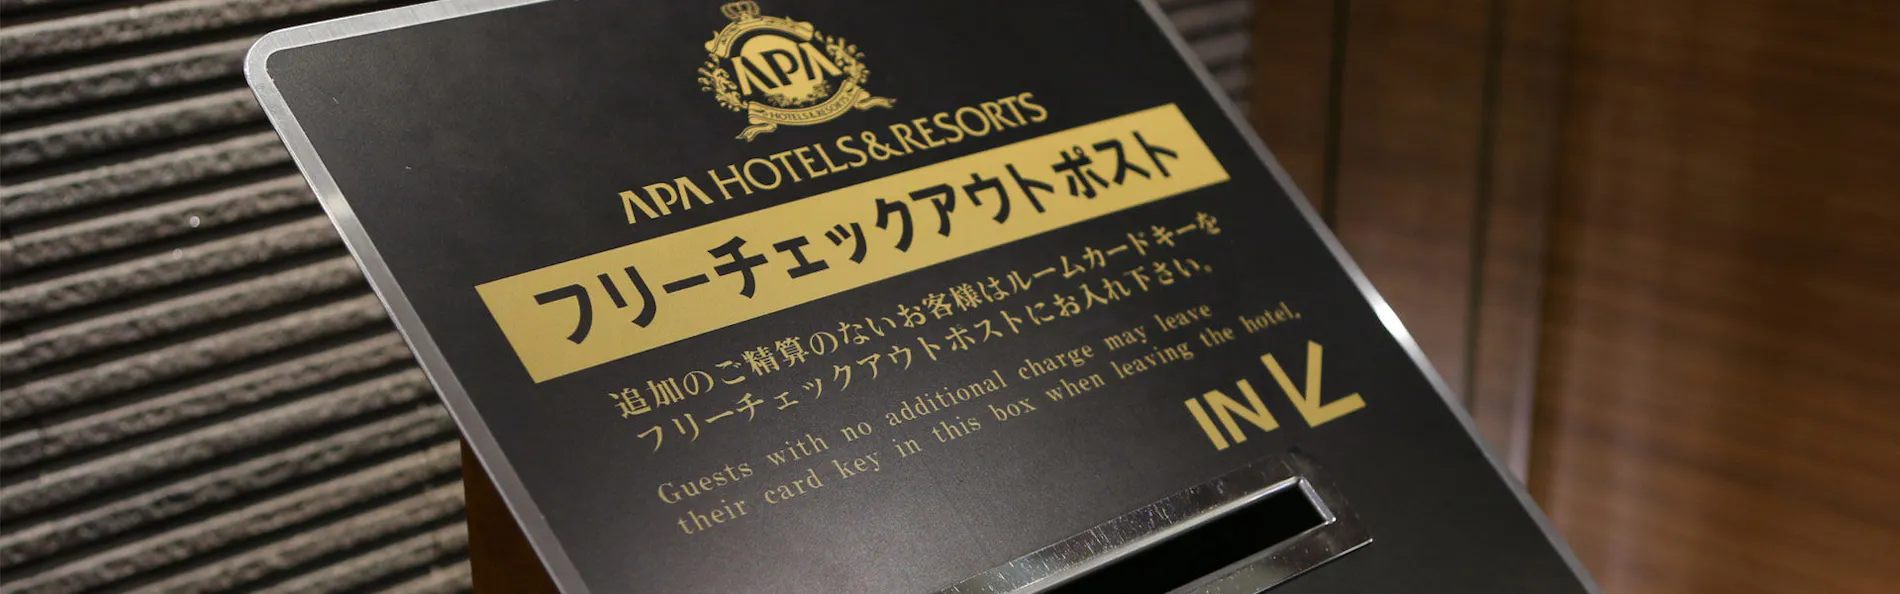 APA
HOTELS&RESORTS
APA HOTELS&RESORTS
フリーチェックアウトポスト
追加のご精算のないお客様はルームカードキーを
フリーチェックアウトポストにお入れ下さい。
Guests with no additional charge may leave
their card key in this box when leaving the hotel.
IN